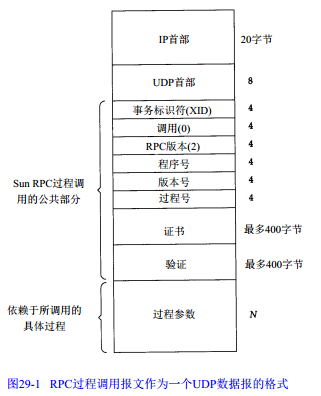 IP首部 20字节
UDP首部 8
事务标识符(XID) 4
调用(0) 4
RPC版本(2) 4
程序号 4
版本号 4
过程号 4
Sun RPC过程调
用的公共部分
证书 最多400字节
验证 最多400字节
依赖于所调用的
具体过程
过程参数 N
图29-1 RPC过程调用报文作为一个UDP数据报的格式